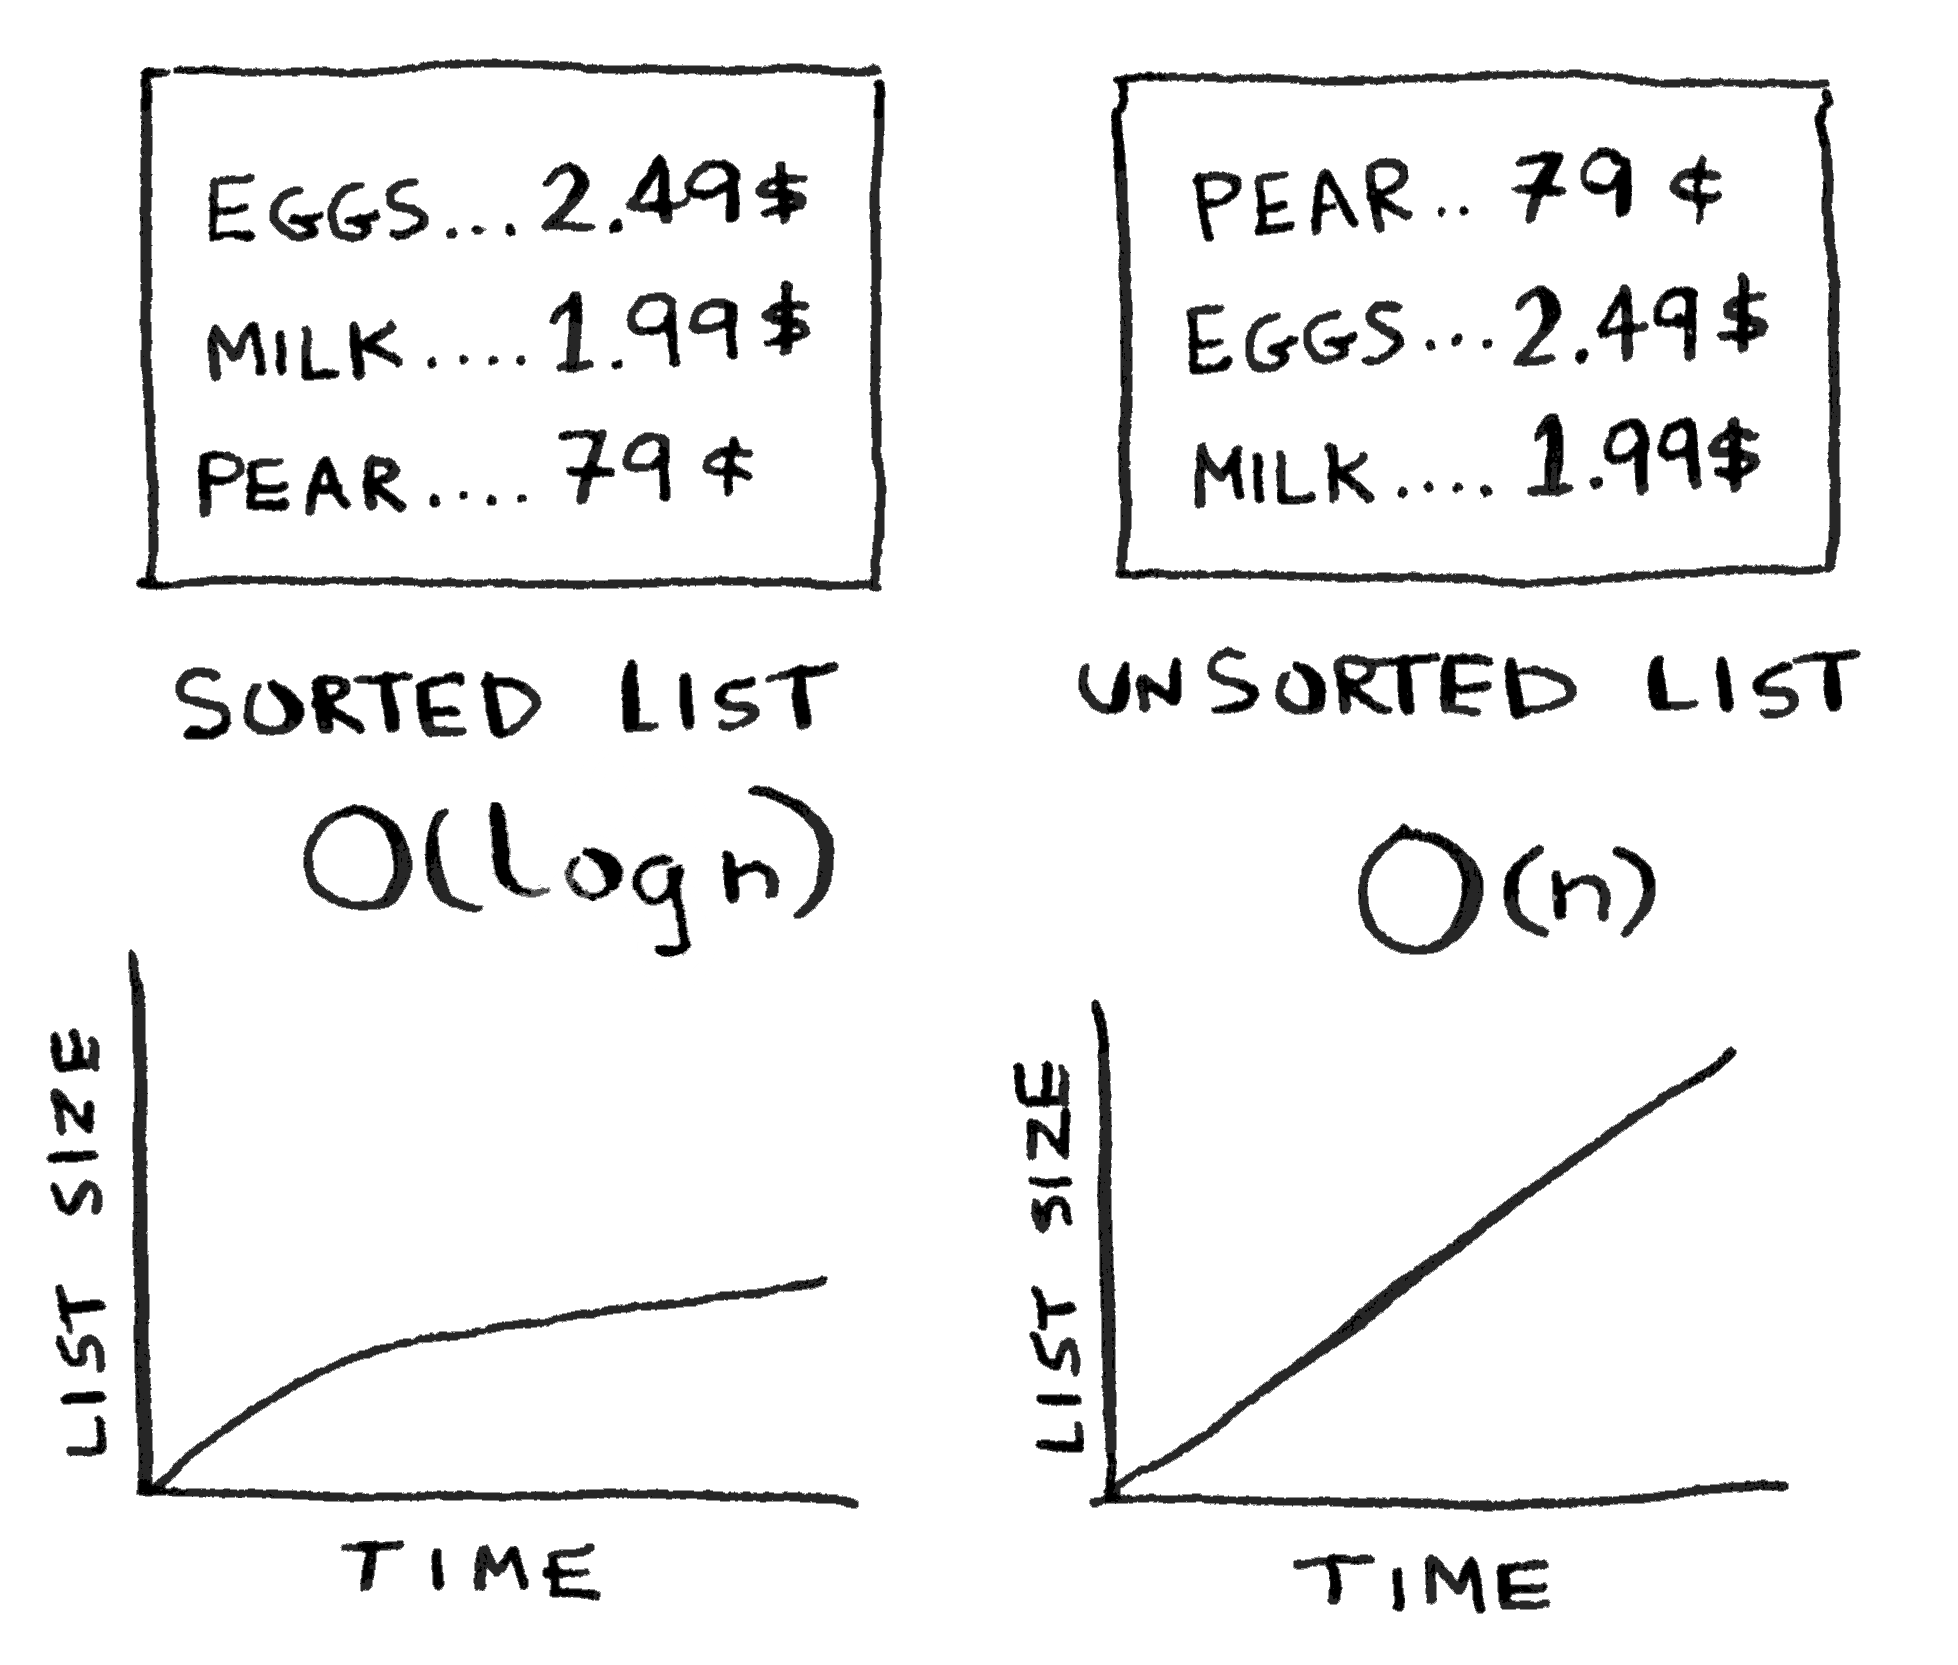 EGGS... 2.49$
MILK.... 1.99$
PEAR.... 79¢
SORTED LIST
O(log n)
LIST SIZE
TIME
PEAR.. 79¢
EGGS... 2.49$
MILK.... 1.99$
UNSORTED LIST
O(n)
LIST SIZE
TIME